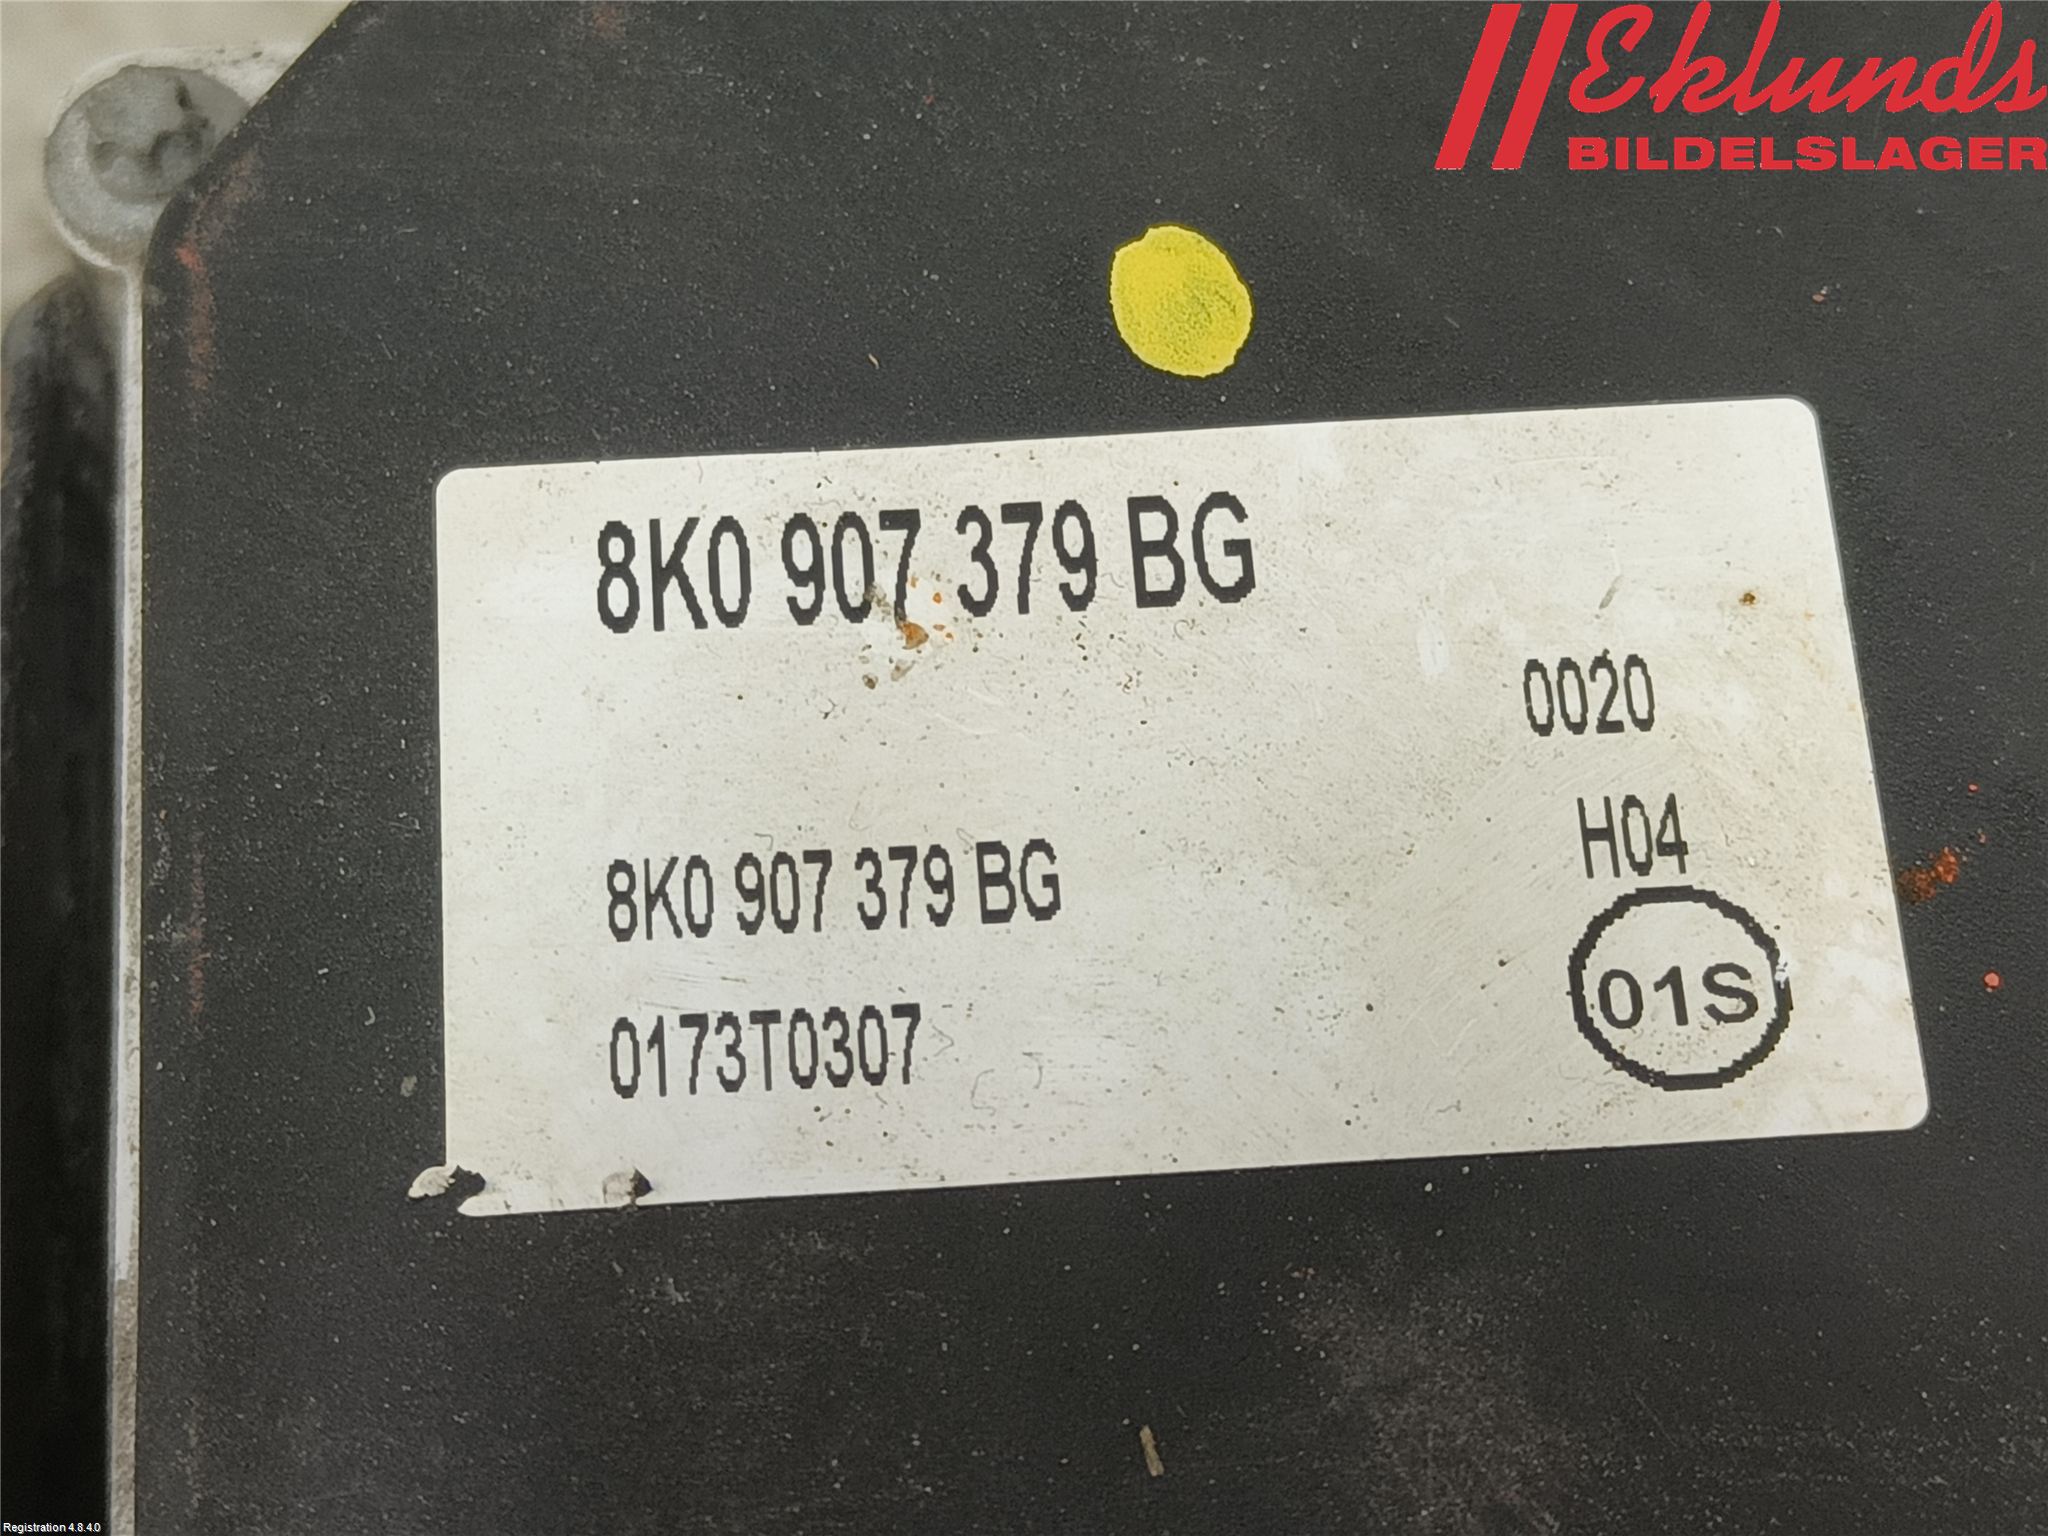 Eklunds
BILDELSLAGER
8K0 907 379 BG
0020
H04
8K0 907 379 BG
01S
0173T0307
Registration 4.8.4.0